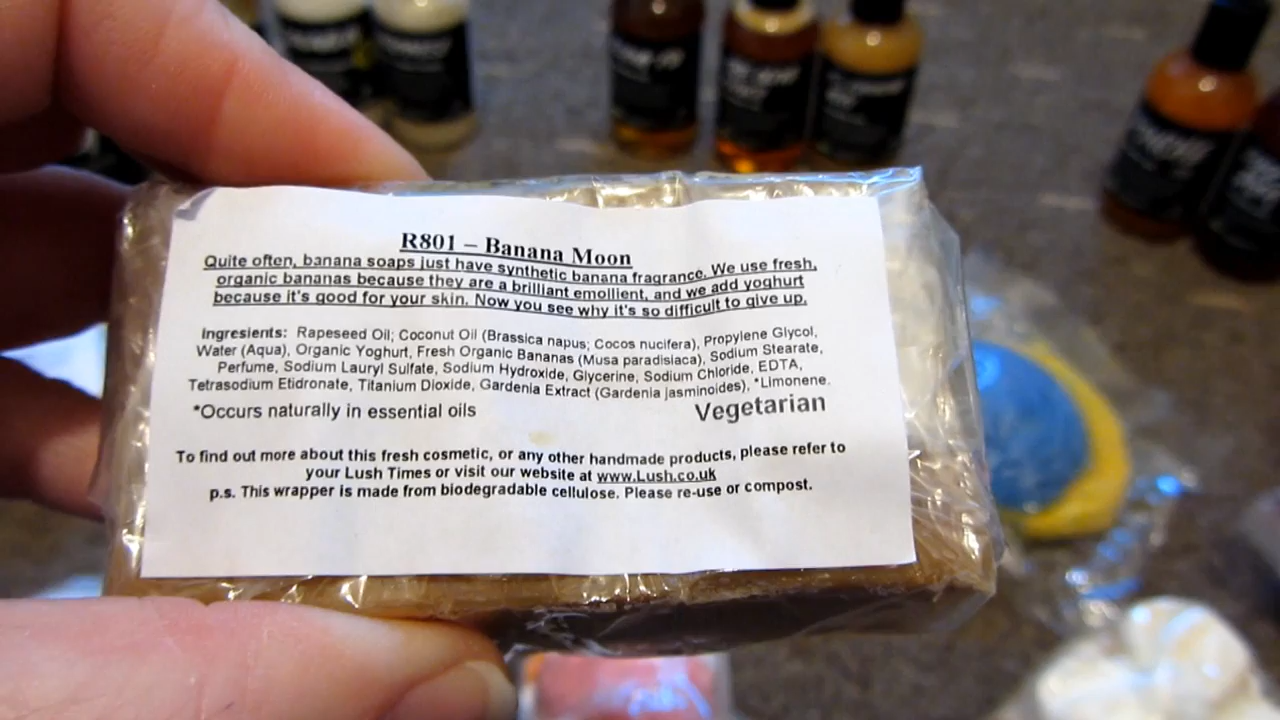 R801 – Banana Moon
Quite often, banana soaps just have synthetic banana fragrance. We use fresh,
organic bananas because they are a brilliant emollient, and we add yoghurt
because it's good for your skin. Now you see why it's so difficult to give up.
Ingresients: Rapeseed Oil; Coconut Oil (Brassica napus; Cocos nucifera), Propylene Glycol,
Water (Aqua), Organic Yoghurt, Fresh Organic Bananas (Musa paradisiaca), Sodium Stearate,
Perfume, Sodium Lauryl Sulfate, Sodium Hydroxide, Glycerine, Sodium Chloride, EDTA,
Tetrasodium Etidronate, Titanium Dioxide, Gardenia Extract (Gardenia jasminoides), *Limonene.
*Occurs naturally in essential oils Vegetarian
To find out more about this fresh cosmetic, or any other handmade products, please refer to
your Lush Times or visit our website at www.Lush.co.uk
p.s. This wrapper is made from biodegradable cellulose. Please re-use or compost.